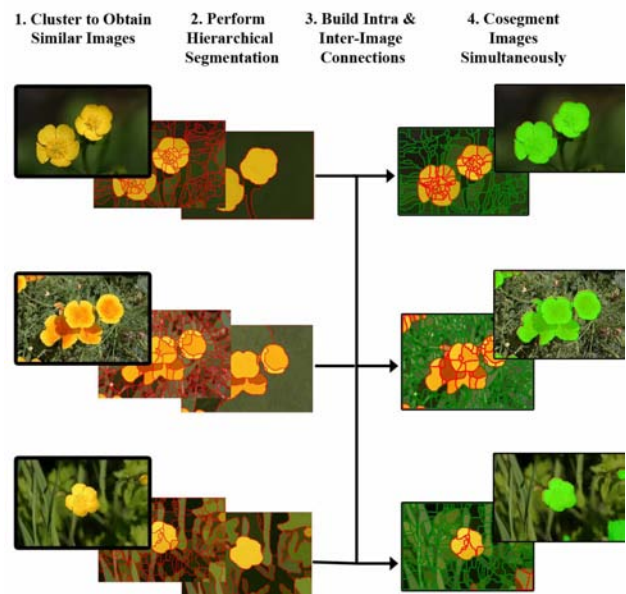 1. Cluster to Obtain
Similar Images
2. Perform
Hierarchical
Segmentation
3. Build Intra &
Inter-Image
Connections
4. Cosegment
Images
Simultaneously